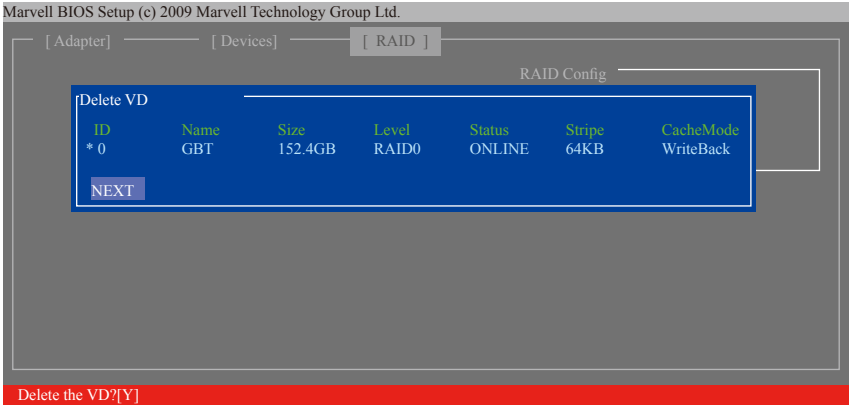 Marvell BIOS Setup (c) 2009 Marvell Technology Group Ltd.
[ Adapter] [ Devices] [ RAID ]
RAID Config
Delete VD
ID Name Size Level Status Stripe CacheMode
* 0 GBT 152.4GB RAID0 ONLINE 64KB WriteBack
NEXT
Delete the VD?[Y]